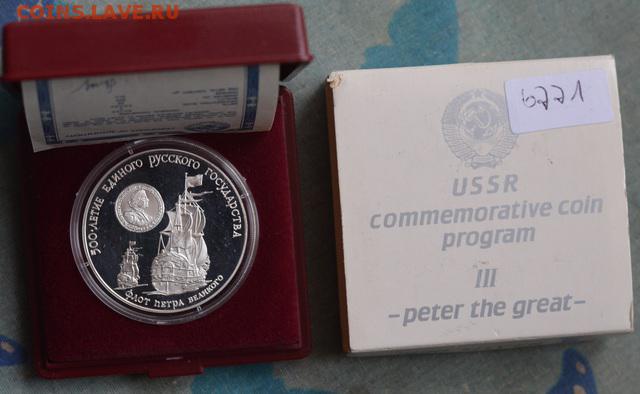 COINS.LAVE.RU
500-ЛЕТИЕ ЕДИНОГО РУССКОГО ГОСУДАРСТВА
ФЛОТ ПЕТРА ВЕЛИКОГО
6771
USSR
commemorative coin
program
III
-peter the great-